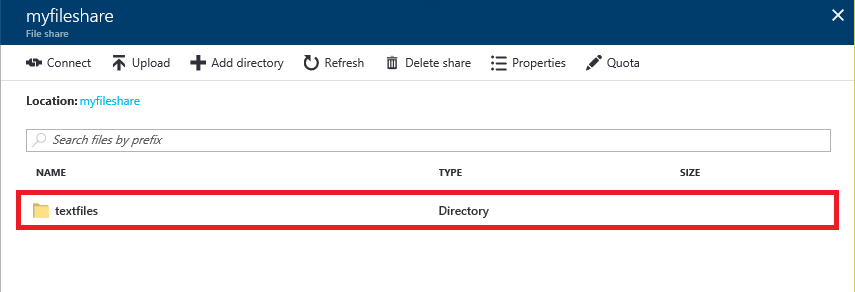 myfileshare
File share
Connect Upload Add directory Refresh Delete share Properties Quota
Location: myfileshare
Search files by prefix
NAME TYPE SIZE
textfiles Directory